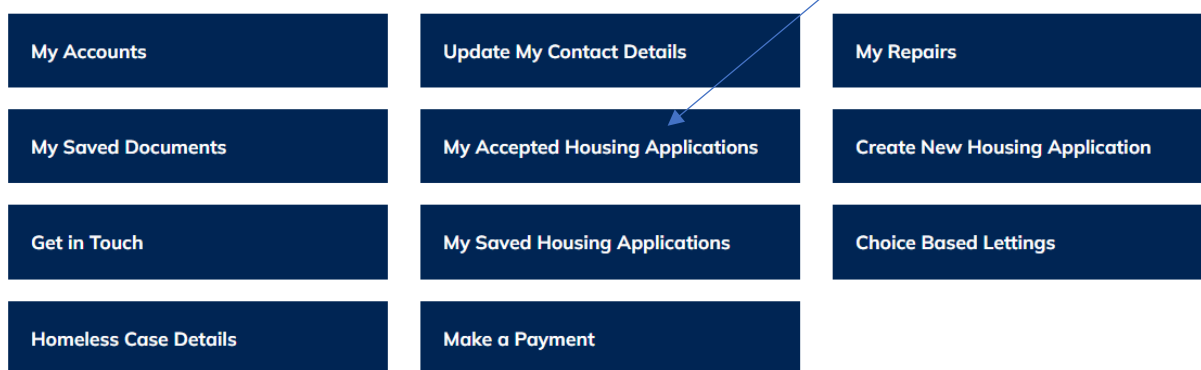 My Accounts
Update My Contact Details
My Repairs
My Saved Documents
My Accepted Housing Applications
Create New Housing Application
Get in Touch
My Saved Housing Applications
Choice Based Lettings
Homeless Case Details
Make a Payment